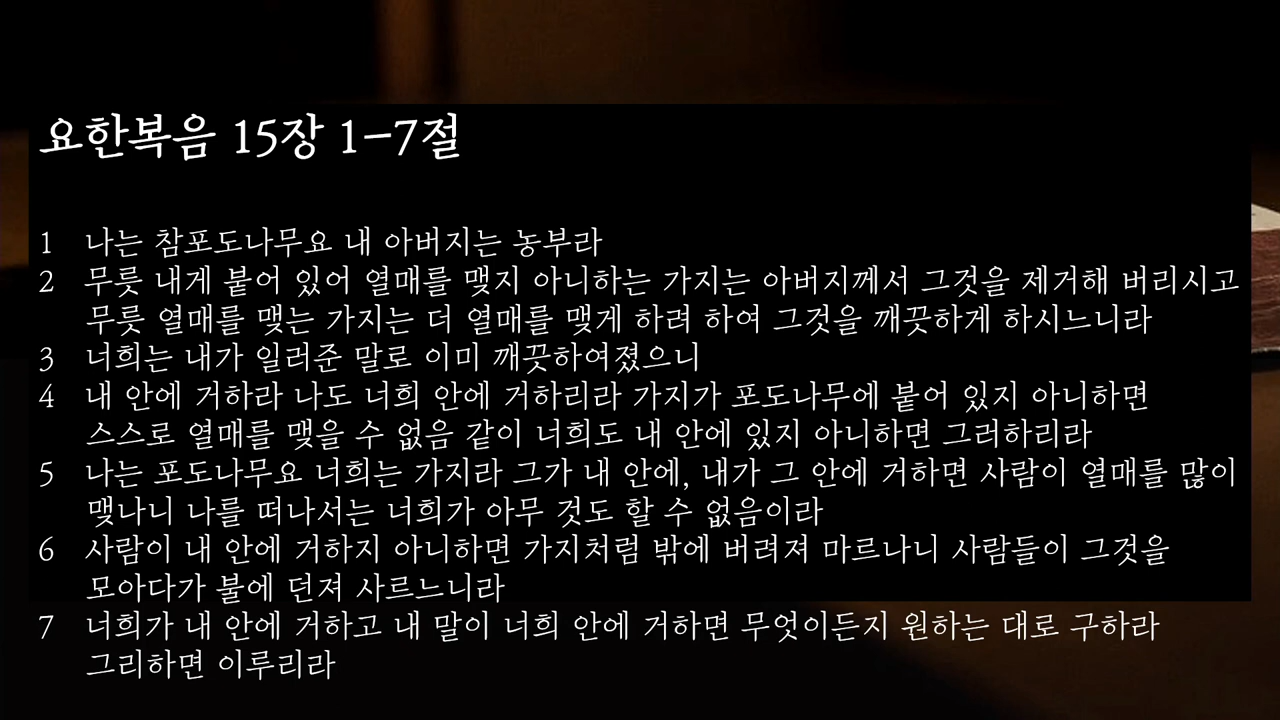 요한복음 15장 1-7절
1 나는 참포도나무요 내 아버지는 농부라
2 무릇 내게 붙어 있어 열매를 맺지 아니하는 가지는 아버지께서 그것을 제거해 버리시고
무릇 열매를 맺는 가지는 더 열매를 맺게 하려 하여 그것을 깨끗하게 하시느니라
3 너희는 내가 일러준 말로 이미 깨끗하여졌으니
4 내 안에 거하라 나도 너희 안에 거하리라 가지가 포도나무에 붙어 있지 아니하면
스스로 열매를 맺을 수 없음 같이 너희도 내 안에 있지 아니하면 그러하리라
5 나는 포도나무요 너희는 가지라 그가 내 안에, 내가 그 안에 거하면 사람이 열매를 많이
맺나니 나를 떠나서는 너희가 아무 것도 할 수 없음이라
6 사람이 내 안에 거하지 아니하면 가지처럼 밖에 버려져 마르나니 사람들이 그것을
모아다가 불에 던져 사르느니라
7 너희가 내 안에 거하고 내 말이 너희 안에 거하면 무엇이든지 원하는 대로 구하라
그리하면 이루리라